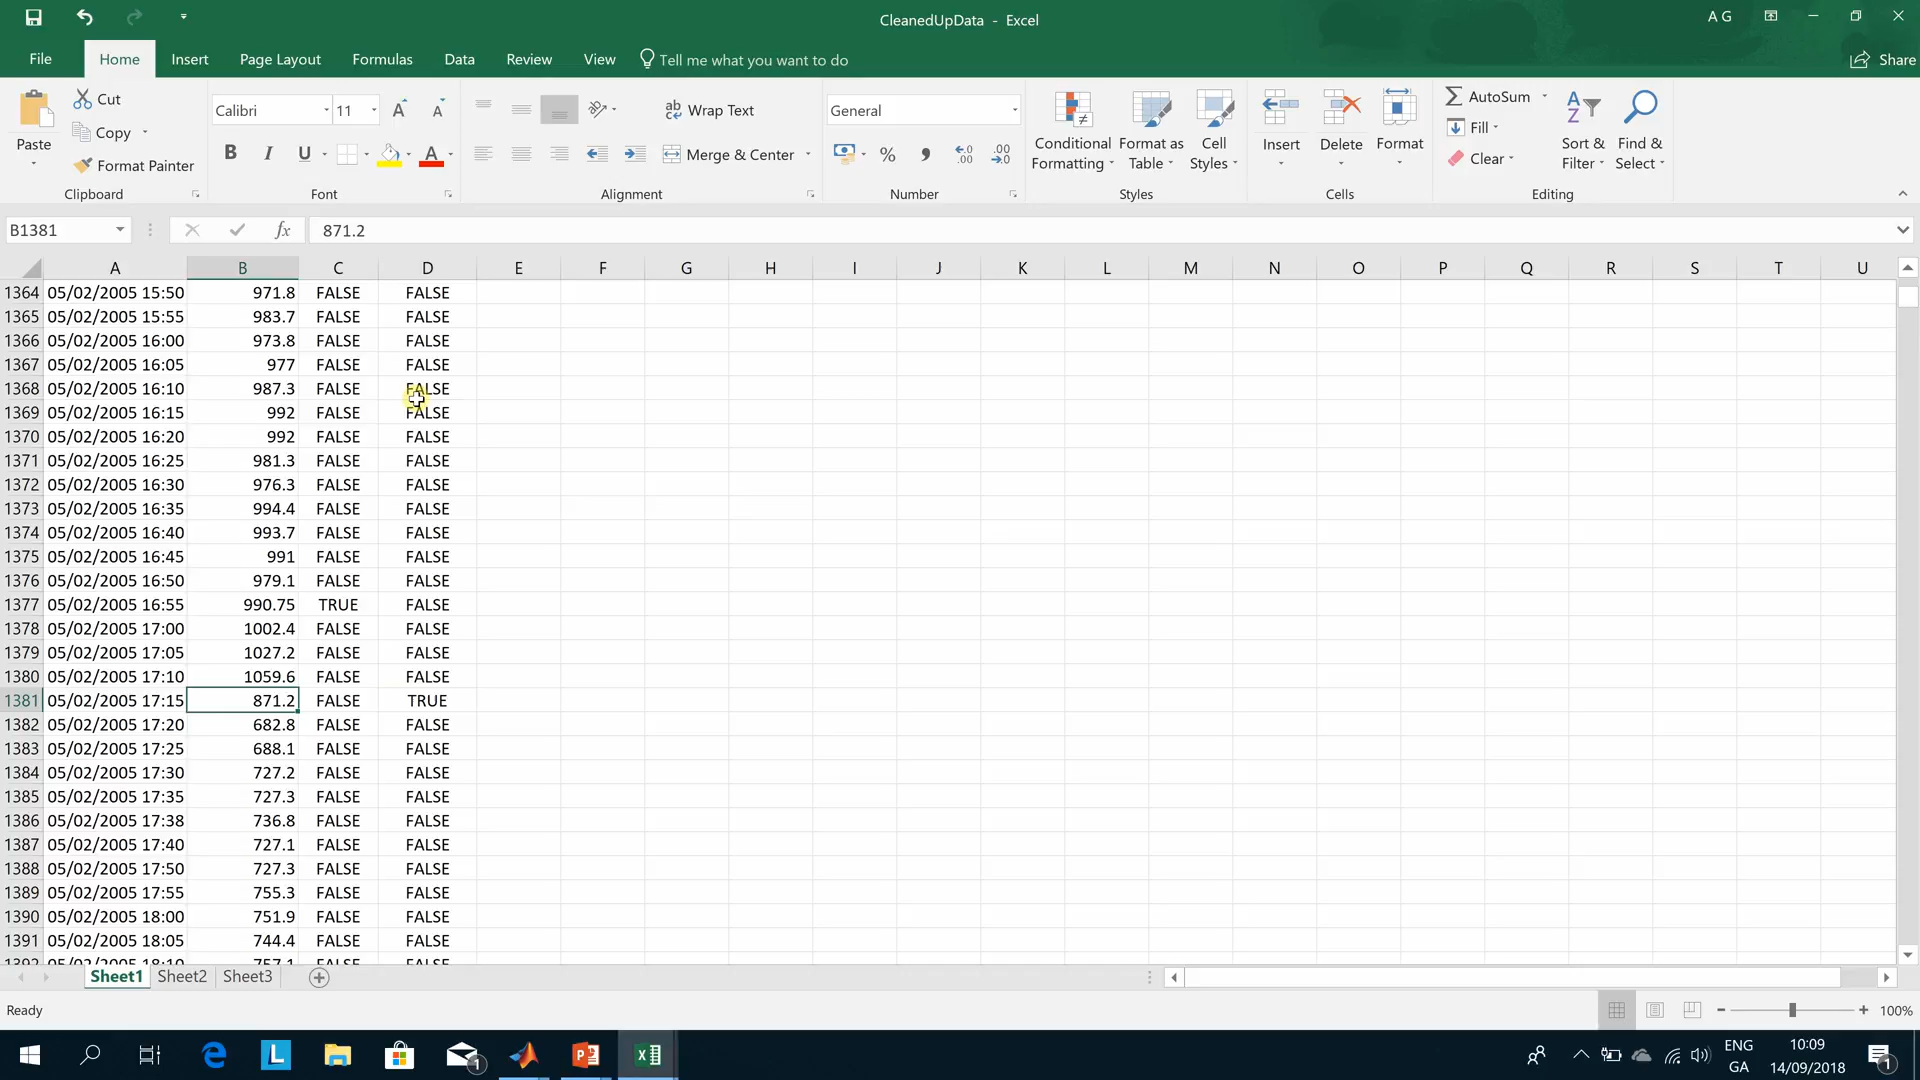 CleanedUpData - Excel
A G
File Home Insert Page Layout Formulas Data Review View Tell me what you want to do Share
Paste
Cut
Copy
Format Painter
Clipboard
Calibri 11
B I U
Font
Wrap Text
Merge & Center
Alignment
General
Number
Conditional Formatting
Format as Table
Cell Styles
Styles
Insert Delete Format
Cells
AutoSum
Fill
Clear
Sort & Filter
Find & Select
Editing
B1381 fx 871.2
A B C D E F G H I J K L M N O P Q R S T U
1364 05/02/2005 15:50 971.8 FALSE FALSE
1365 05/02/2005 15:55 983.7 FALSE FALSE
1366 05/02/2005 16:00 973.8 FALSE FALSE
1367 05/02/2005 16:05 977 FALSE FALSE
1368 05/02/2005 16:10 987.3 FALSE FALSE
1369 05/02/2005 16:15 992 FALSE FALSE
1370 05/02/2005 16:20 992 FALSE FALSE
1371 05/02/2005 16:25 981.3 FALSE FALSE
1372 05/02/2005 16:30 976.3 FALSE FALSE
1373 05/02/2005 16:35 994.4 FALSE FALSE
1374 05/02/2005 16:40 993.7 FALSE FALSE
1375 05/02/2005 16:45 991 FALSE FALSE
1376 05/02/2005 16:50 979.1 FALSE FALSE
1377 05/02/2005 16:55 990.75 TRUE FALSE
1378 05/02/2005 17:00 1002.4 FALSE FALSE
1379 05/02/2005 17:05 1027.2 FALSE FALSE
1380 05/02/2005 17:10 1059.6 FALSE FALSE
1381 05/02/2005 17:15 871.2 FALSE TRUE
1382 05/02/2005 17:20 682.8 FALSE FALSE
1383 05/02/2005 17:25 688.1 FALSE FALSE
1384 05/02/2005 17:30 727.2 FALSE FALSE
1385 05/02/2005 17:35 727.3 FALSE FALSE
1386 05/02/2005 17:38 736.8 FALSE FALSE
1387 05/02/2005 17:40 727.1 FALSE FALSE
1388 05/02/2005 17:50 727.3 FALSE FALSE
1389 05/02/2005 17:55 755.3 FALSE FALSE
1390 05/02/2005 18:00 751.9 FALSE FALSE
1391 05/02/2005 18:05 744.4 FALSE FALSE
1392 05/02/2005 18:10 757.1 FALSE FALSE
Sheet1 Sheet2 Sheet3
Ready 100%
ENG 10:09
GA 14/09/2018